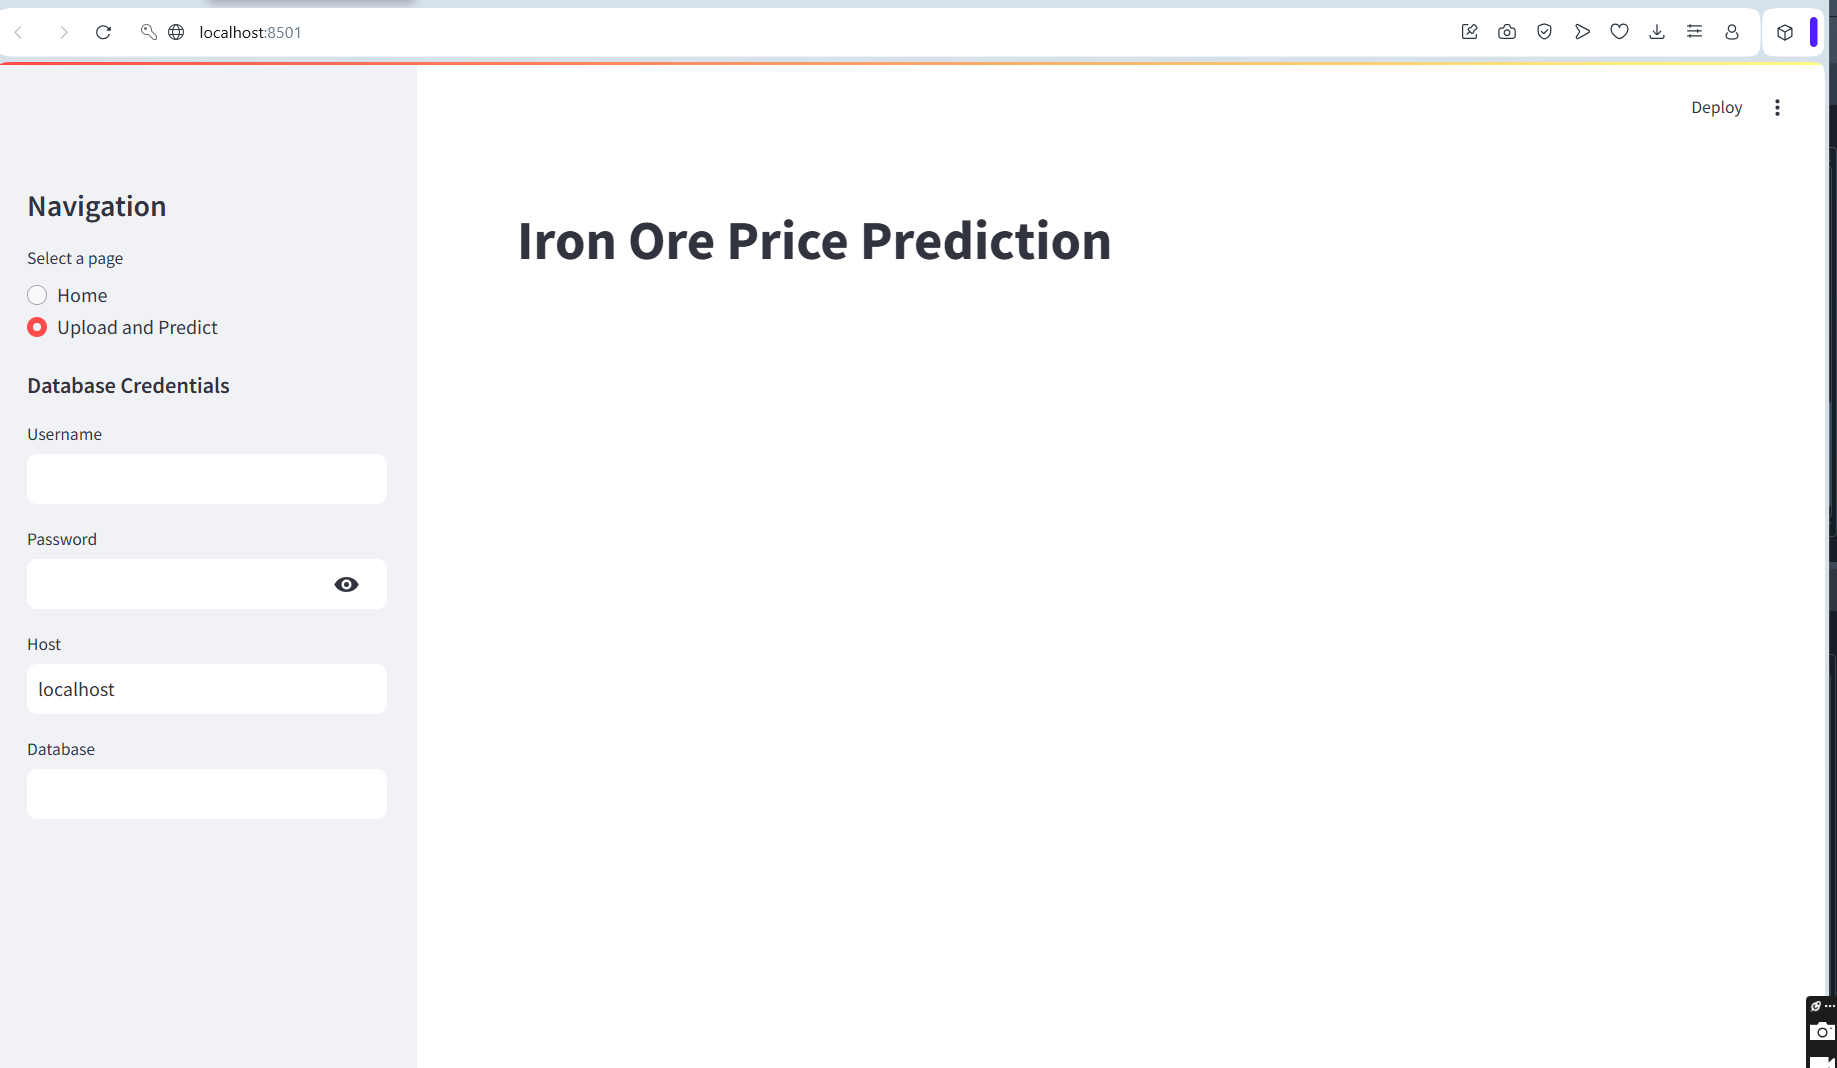 localhost:8501
Deploy
Navigation
Select a page
Home
Upload and Predict
Database Credentials
Username
Password
Host
localhost
Database
Iron Ore Price Prediction